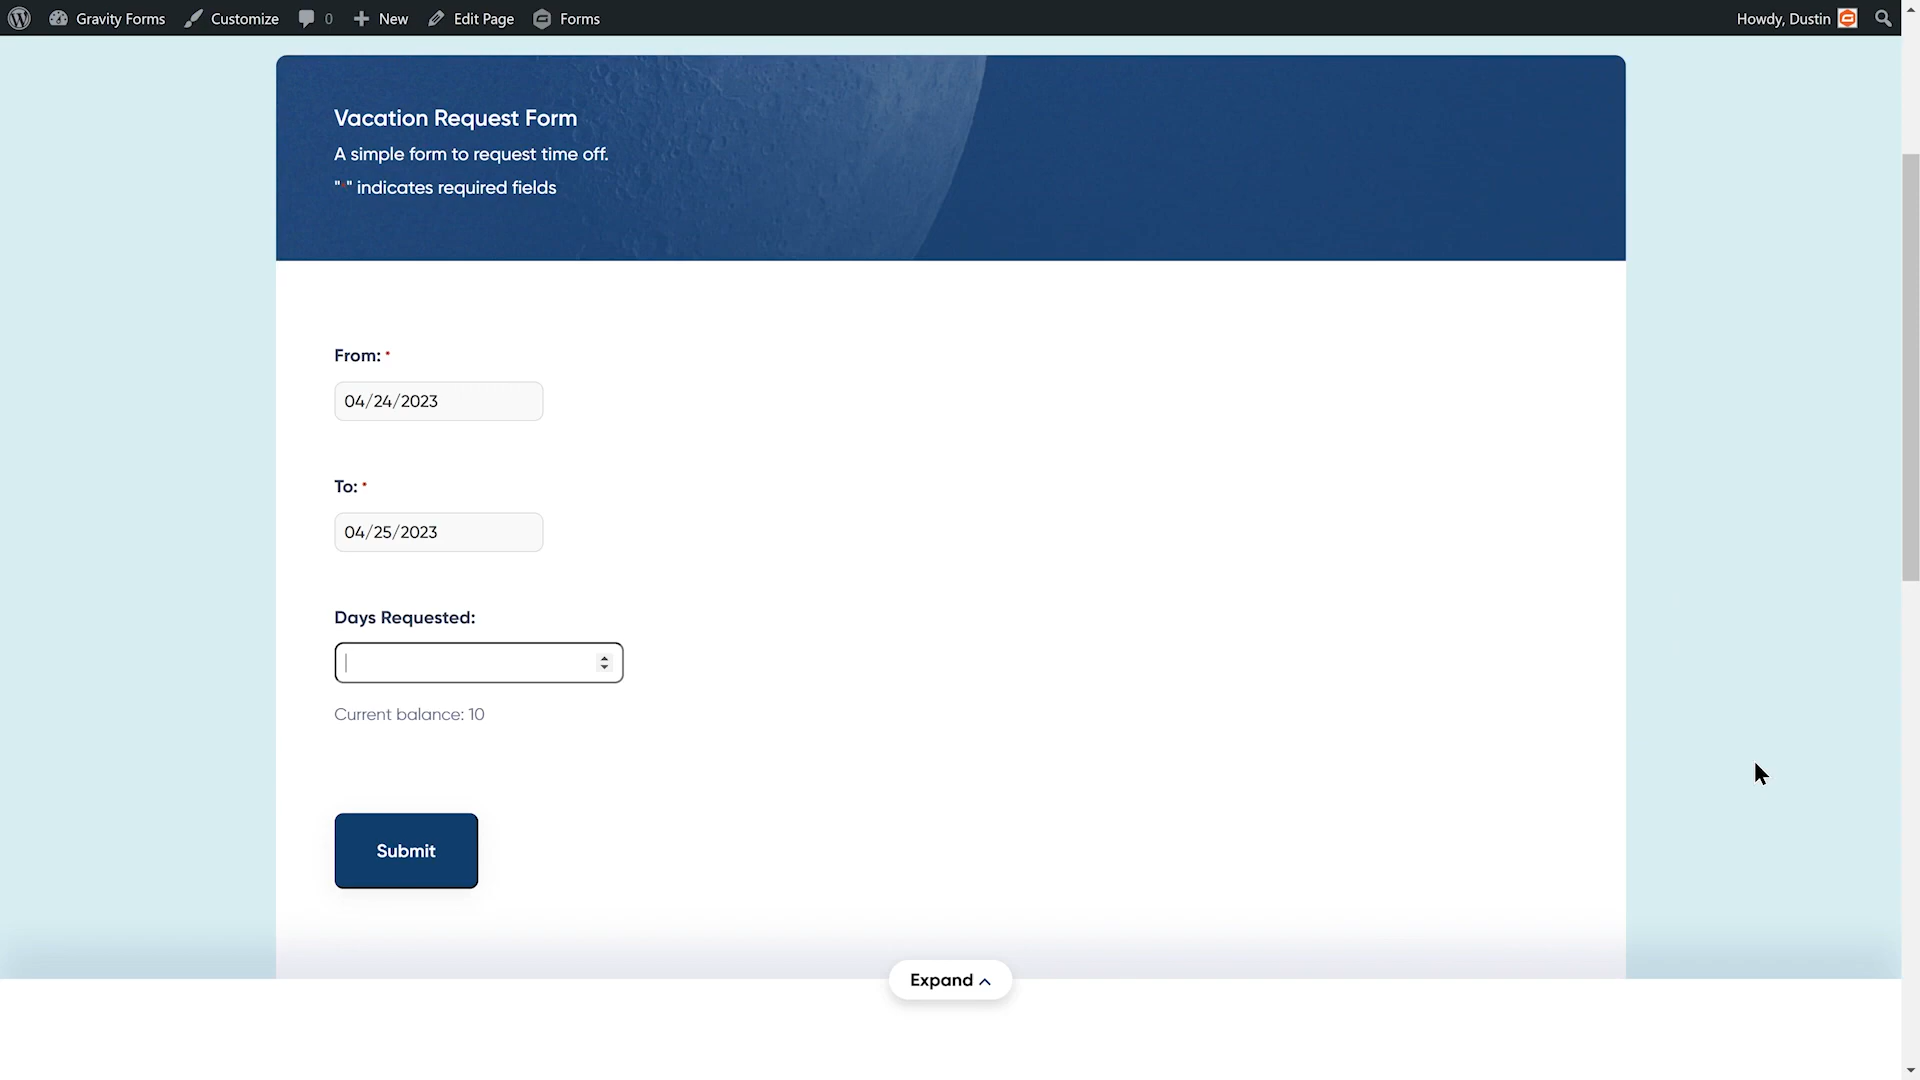 Gravity Forms Customize 0 New Edit Page Forms Howdy, Dustin
Vacation Request Form
A simple form to request time off.
"*" indicates required fields
From: *
04/24/2023
To: *
04/25/2023
Days Requested:
Current balance: 10
Submit
Expand